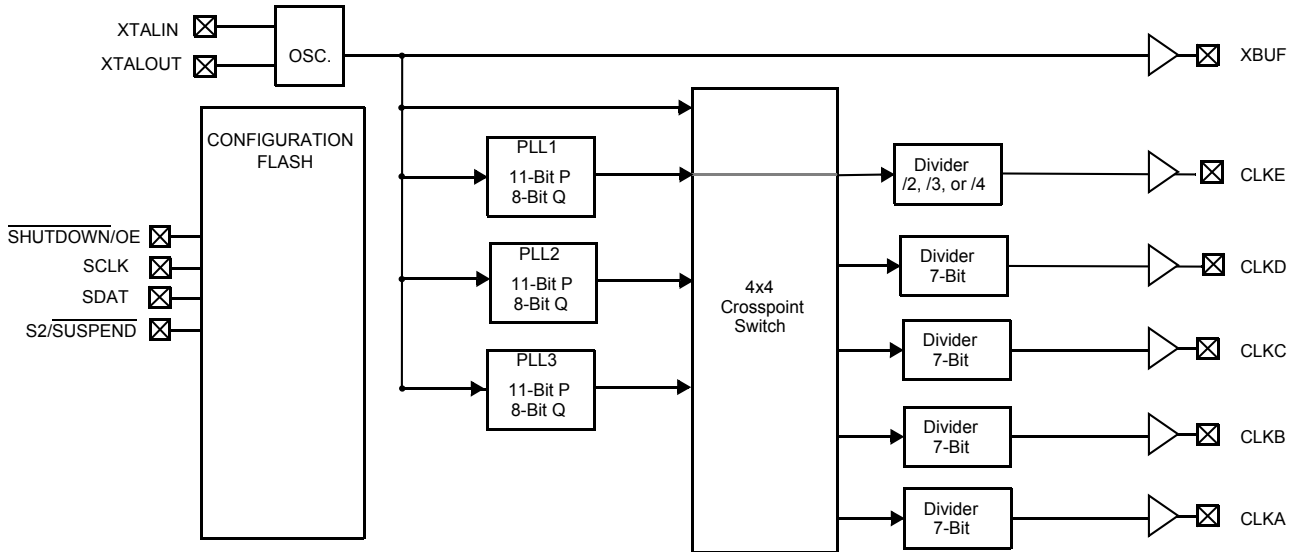 XTALIN
XTALOUT
OSC.
XBUF
CONFIGURATION
FLASH
SHUTDOWN/OE
SCLK
SDAT
S2/SUSPEND
PLL1
11-Bit P
8-Bit Q
PLL2
11-Bit P
8-Bit Q
PLL3
11-Bit P
8-Bit Q
4x4
Crosspoint
Switch
Divider
/2, /3, or /4
CLKE
Divider
7-Bit
CLKD
Divider
7-Bit
CLKC
Divider
7-Bit
CLKB
Divider
7-Bit
CLKA